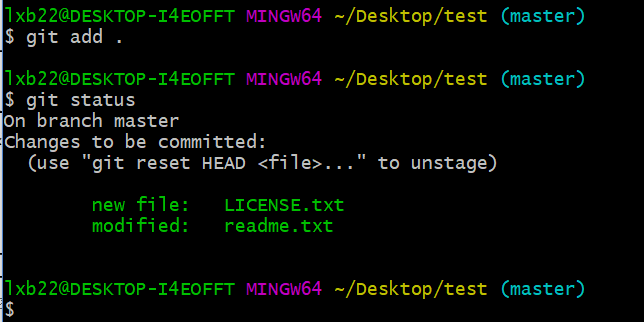 lxb22@DESKTOP-I4EOFFT MINGW64 ~/Desktop/test (master)
$ git add .
lxb22@DESKTOP-I4EOFFT MINGW64 ~/Desktop/test (master)
$ git status
On branch master
Changes to be committed:
  (use "git reset HEAD <file>..." to unstage)
        new file:   LICENSE.txt
        modified:   readme.txt
lxb22@DESKTOP-I4EOFFT MINGW64 ~/Desktop/test (master)
$